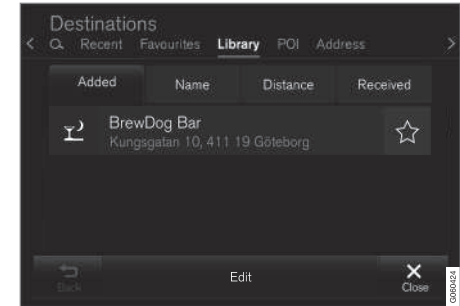 Destinations
Recent Favourites Library POI Address
Added Name Distance Received
BrewDog Bar
Kungsgatan 10, 411 19 Göteborg
Back Edit Close
G060424